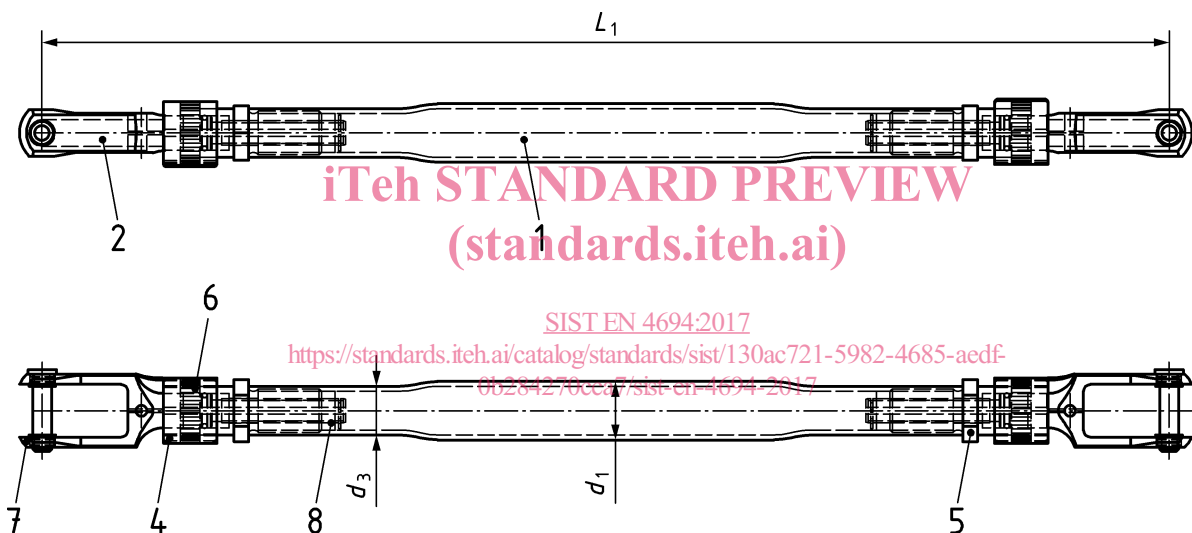 L1
iTeh STANDARD PREVIEW
(standards.iteh.ai)
2
1
6
SIST EN 4694:2017
https://standards.iteh.ai/catalog/standards/sist/130ac721-5982-4685-aedf-
0b284270cea7/sist-en-4694-2017
d3
d1
7
4
8
5